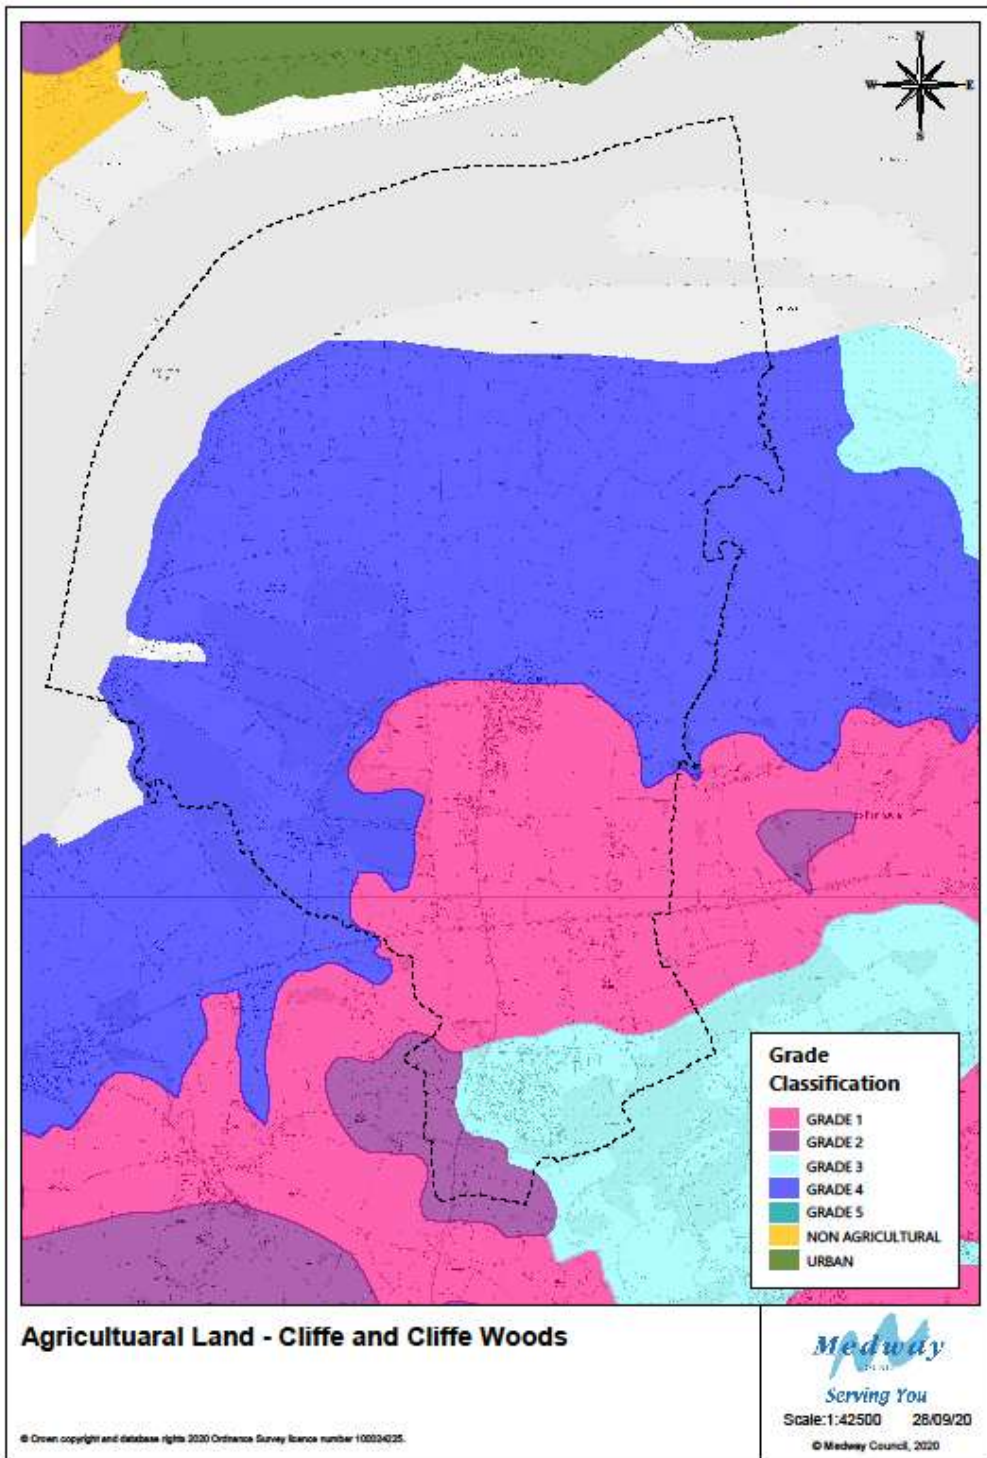 N
W E
S
Grade
Classification
GRADE 1
GRADE 2
GRADE 3
GRADE 4
GRADE 5
NON AGRICULTURAL
URBAN
Agricultuaral Land - Cliffe and Cliffe Woods
Medway
Serving You
Scale:1:42500 28/09/20
© Crown copyright and database rights 2020 Ordnance Survey licence number 100024225.
© Medway Council, 2020